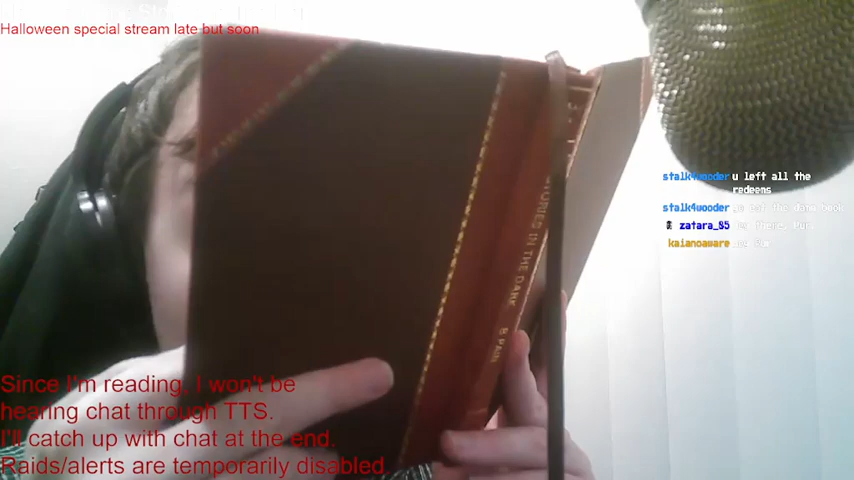 Halloween special stream late but soon
stalk4wooder u left all the
redeems
stalk4wooder
zatara_85
kaianoaware
STORIES IN THE DARK
B PAIN
Since I'm reading, I won't be
hearing chat through TTS.
I'll catch up with chat at the end.
Raids/alerts are temporarily disabled